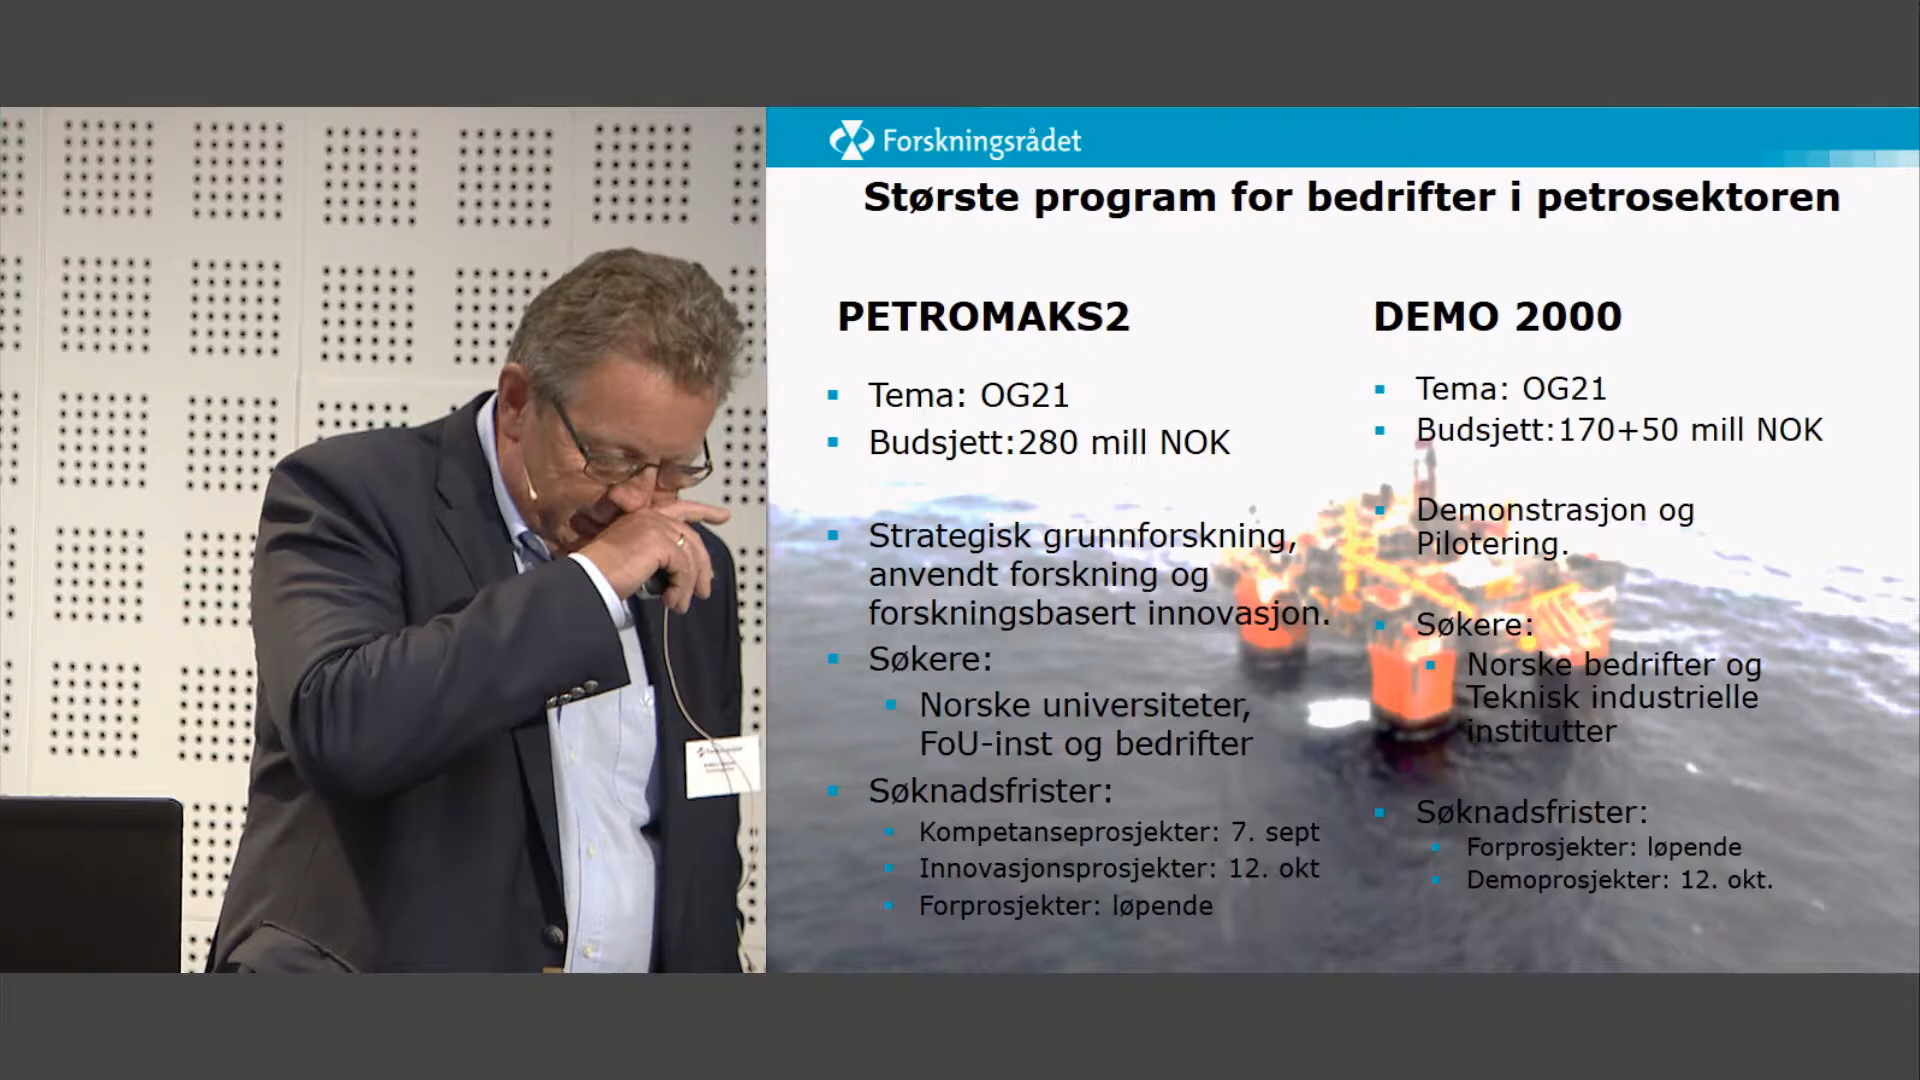 Forskningsrådet
Største program for bedrifter i petrosektoren
PETROMAKS2
Tema: OG21
Budsjett:280 mill NOK
Strategisk grunnforskning,
anvendt forskning og
forskningsbasert innovasjon.
Søkere:
Norske universiteter,
FoU-inst og bedrifter
Søknadsfrister:
Kompetanseprosjekter: 7. sept
Innovasjonsprosjekter: 12. okt
Forprosjekter: løpende
DEMO 2000
Tema: OG21
Budsjett:170+50 mill NOK
Demonstrasjon og
Pilotering.
Søkere:
Norske bedrifter og
Teknisk industrielle
institutter
Søknadsfrister:
Forprosjekter: løpende
Demoprosjekter: 12. okt.